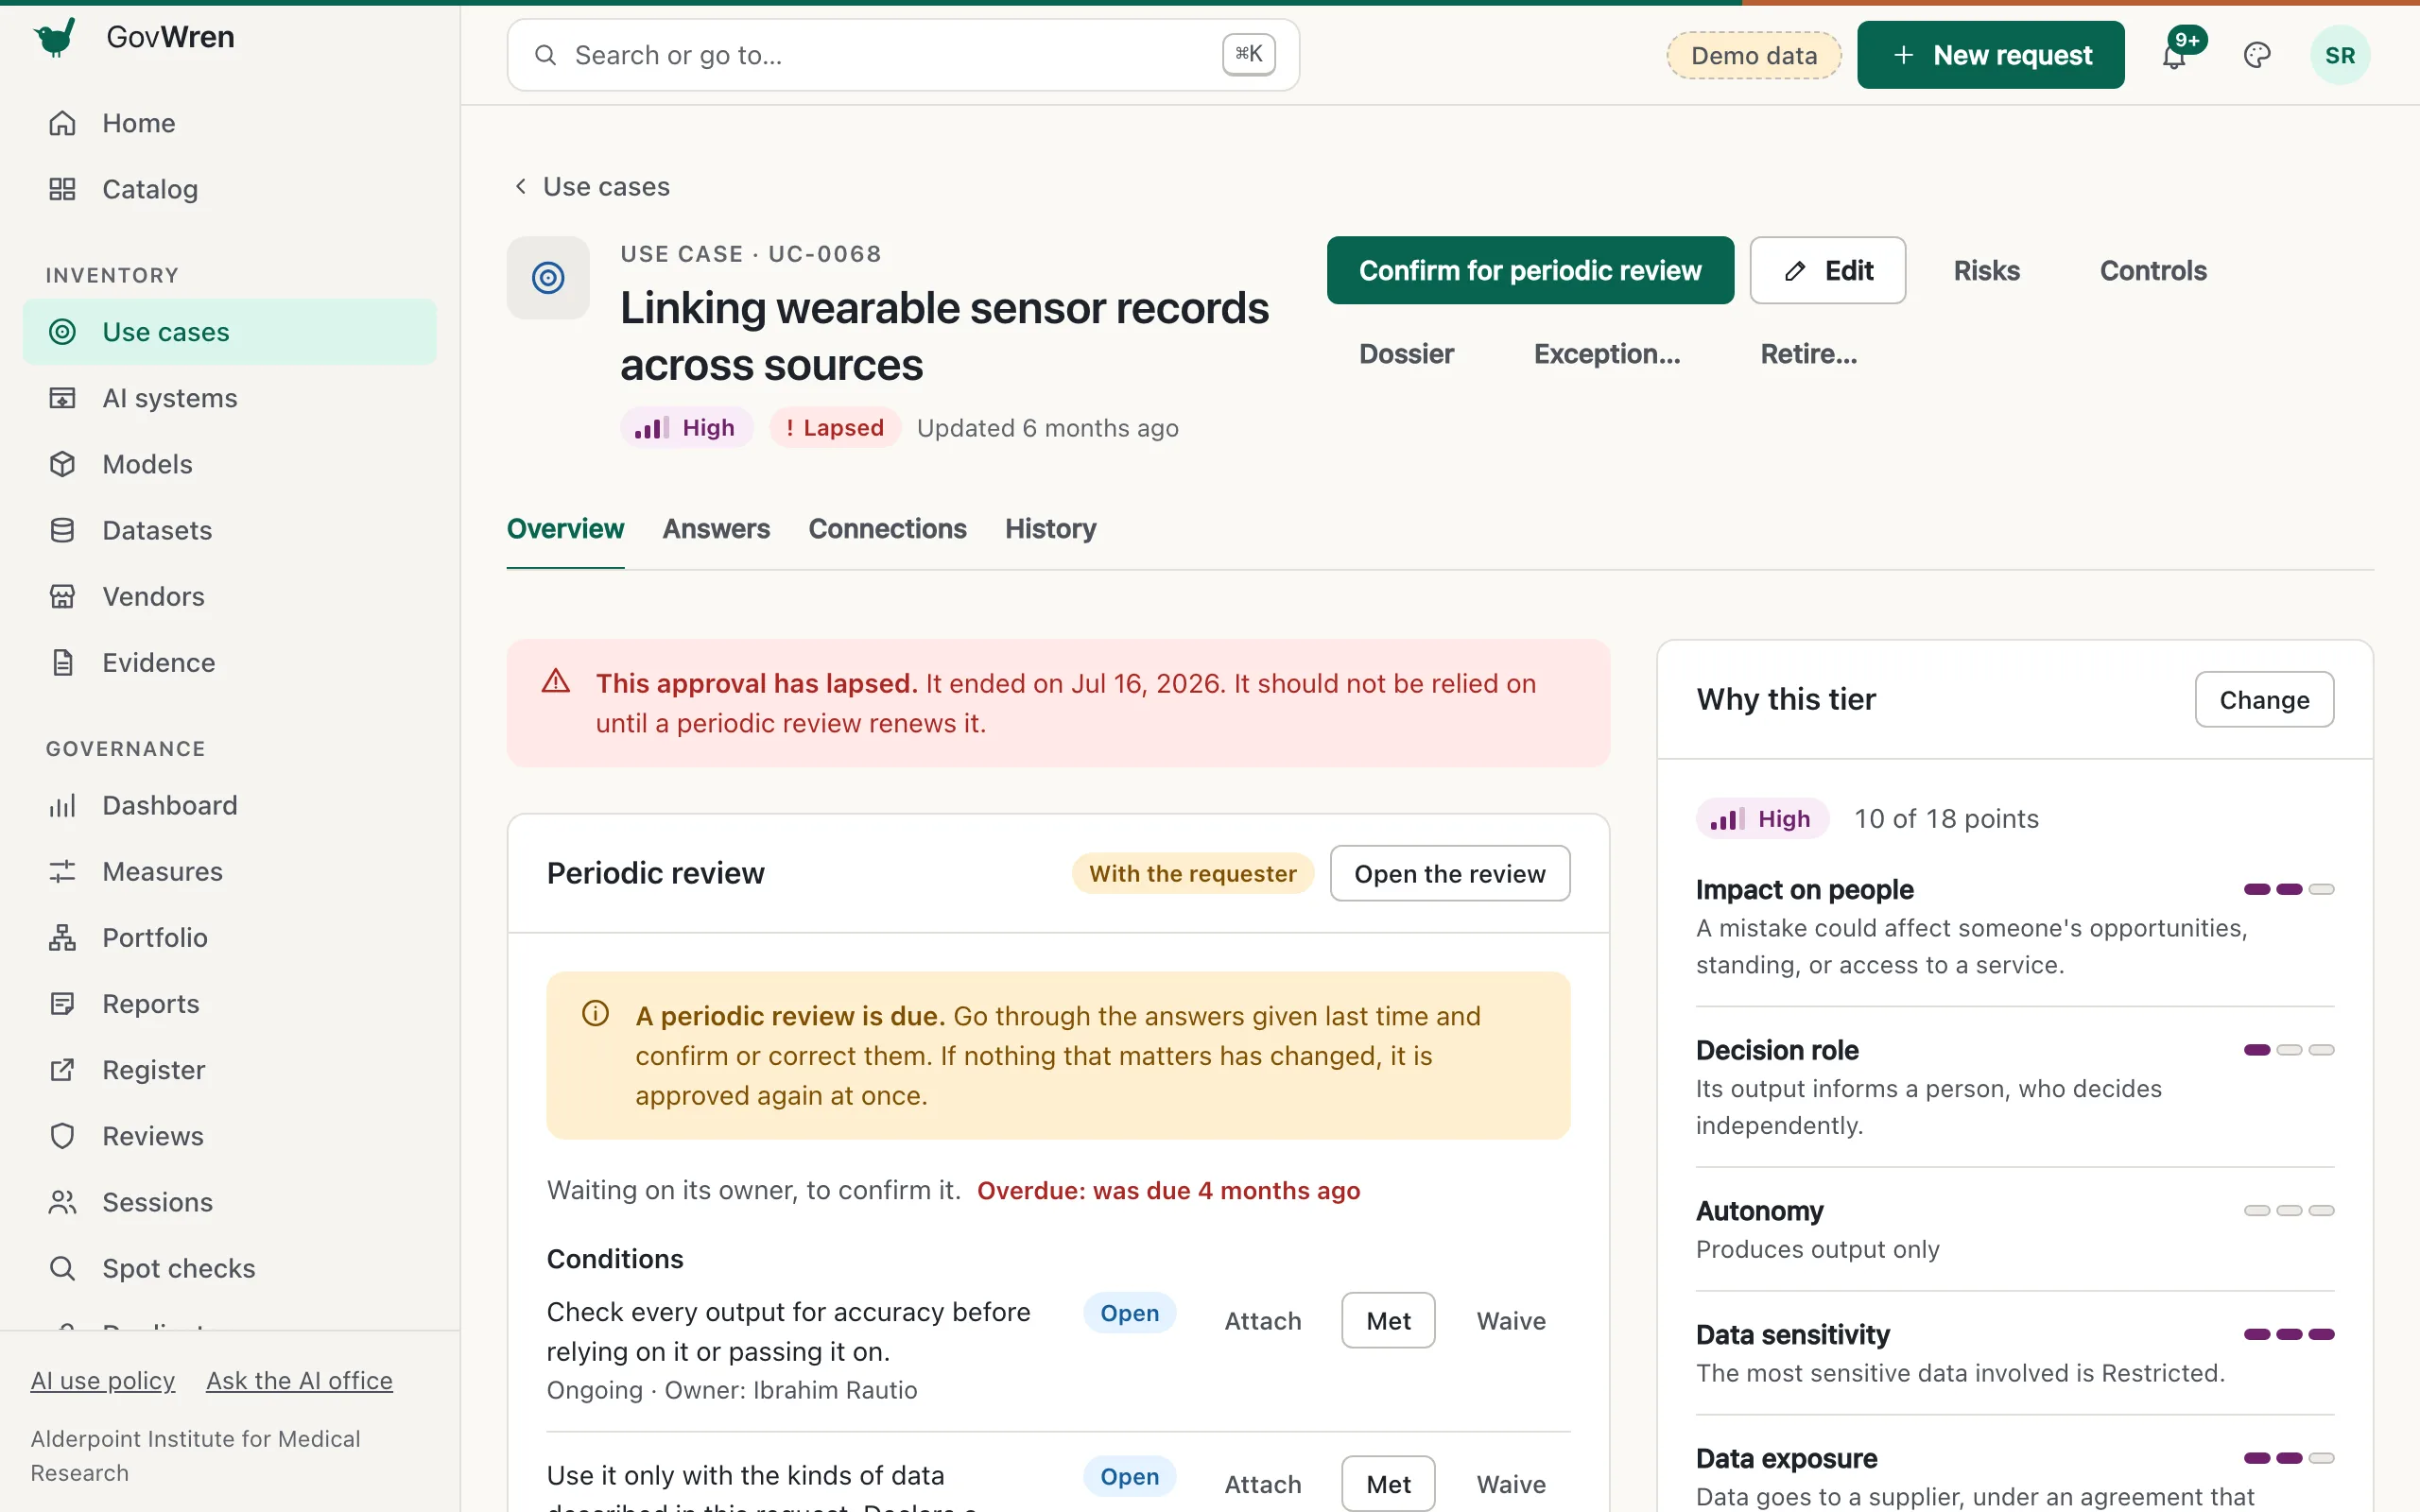 GovWren
Search or go to...
⌘K
Demo data
+ New request
9+
SR
Home
Catalog
INVENTORY
Use cases
AI systems
Models
Datasets
Vendors
Evidence
GOVERNANCE
Dashboard
Measures
Portfolio
Reports
Register
Reviews
Sessions
Spot checks
AI use policy
Ask the AI office
Alderpoint Institute for Medical
Research
Use cases
USE CASE · UC-0068
Linking wearable sensor records
across sources
High
! Lapsed
Updated 6 months ago
Confirm for periodic review
Edit
Risks
Controls
Dossier
Exception...
Retire...
Overview
Answers
Connections
History
This approval has lapsed. It ended on Jul 16, 2026. It should not be relied on
until a periodic review renews it.
Periodic review
With the requester
Open the review
A periodic review is due. Go through the answers given last time and
confirm or correct them. If nothing that matters has changed, it is
approved again at once.
Waiting on its owner, to confirm it. Overdue: was due 4 months ago
Conditions
Check every output for accuracy before
relying on it or passing it on.
Ongoing · Owner: Ibrahim Rautio
Open
Attach
Met
Waive
Use it only with the kinds of data
described in this request. Declare a
Open
Attach
Met
Waive
Why this tier
Change
High
10 of 18 points
Impact on people
A mistake could affect someone's opportunities,
standing, or access to a service.
Decision role
Its output informs a person, who decides
independently.
Autonomy
Produces output only
Data sensitivity
The most sensitive data involved is Restricted.
Data exposure
Data goes to a supplier, under an agreement that